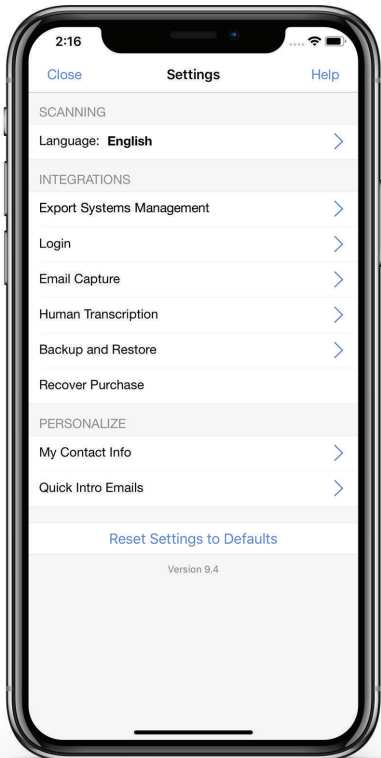 2:16
Close Settings Help
SCANNING
Language: English
INTEGRATIONS
Export Systems Management
Login
Email Capture
Human Transcription
Backup and Restore
Recover Purchase
PERSONALIZE
My Contact Info
Quick Intro Emails
Reset Settings to Defaults
Version 9.4